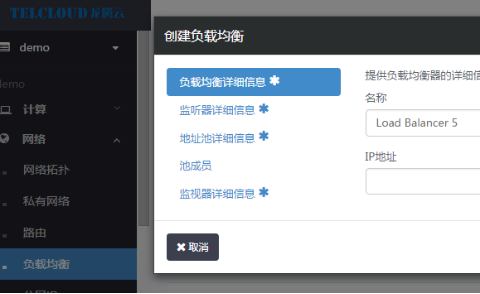 TELCLOUD
demo
demo
计算
网络
网络拓扑
私有网络
路由
负载均衡
创建负载均衡
负载均衡详细信息 *
监听器详细信息 *
地址池详细信息 *
池成员
监视器详细信息 *
提供负载均衡器的详细信
名称
Load Balancer 5
IP地址
✖ 取消